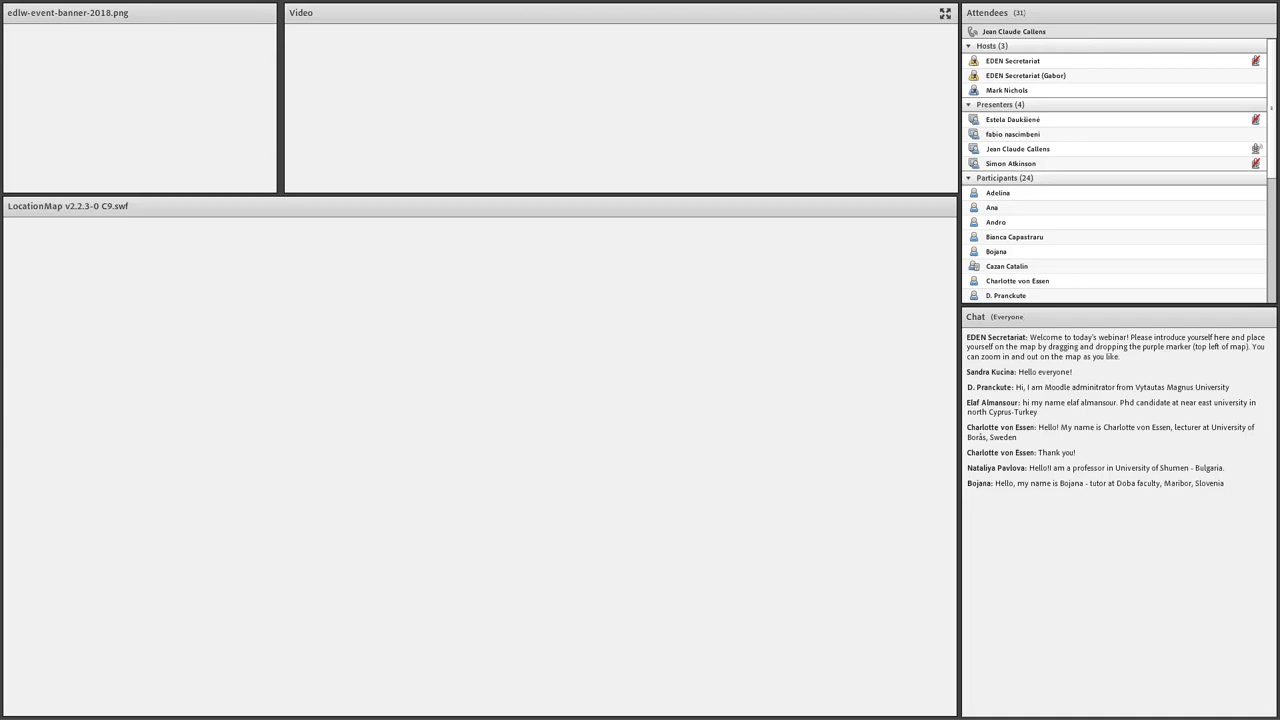 edlw-event-banner-2018.png
Video
Attendees (31)
Jean Claude Callens
Hosts (3)
EDEN Secretariat
EDEN Secretariat (Gabor)
Mark Nichols
Presenters (4)
Estela Daukšienė
fabio nascimbeni
Jean Claude Callens
Simon Atkinson
Participants (24)
Adelina
Ana
Andro
Bianca Capastraru
Bojana
Cazan Catalin
Charlotte von Essen
D. Pranckute
LocationMap v2.2.3-0 C9.swf
Chat (Everyone
EDEN Secretariat: Welcome to today's webinar! Please introduce yourself here and place
yourself on the map by dragging and dropping the purple marker (top left of map). You
can zoom in and out on the map as you like.
Sandra Kucina: Hello everyone!
D. Pranckute: Hi, I am Moodle adminitrator from Vytautas Magnus University
Elaf Almansour: hi my name elaf almansour. Phd candidate at near east university in
north Cyprus-Turkey
Charlotte von Essen: Hello! My name is Charlotte von Essen, lecturer at University of
Borås, Sweden
Charlotte von Essen: Thank you!
Nataliya Pavlova: Hello!I am a professor in University of Shumen - Bulgaria.
Bojana: Hello, my name is Bojana - tutor at Doba faculty, Maribor, Slovenia